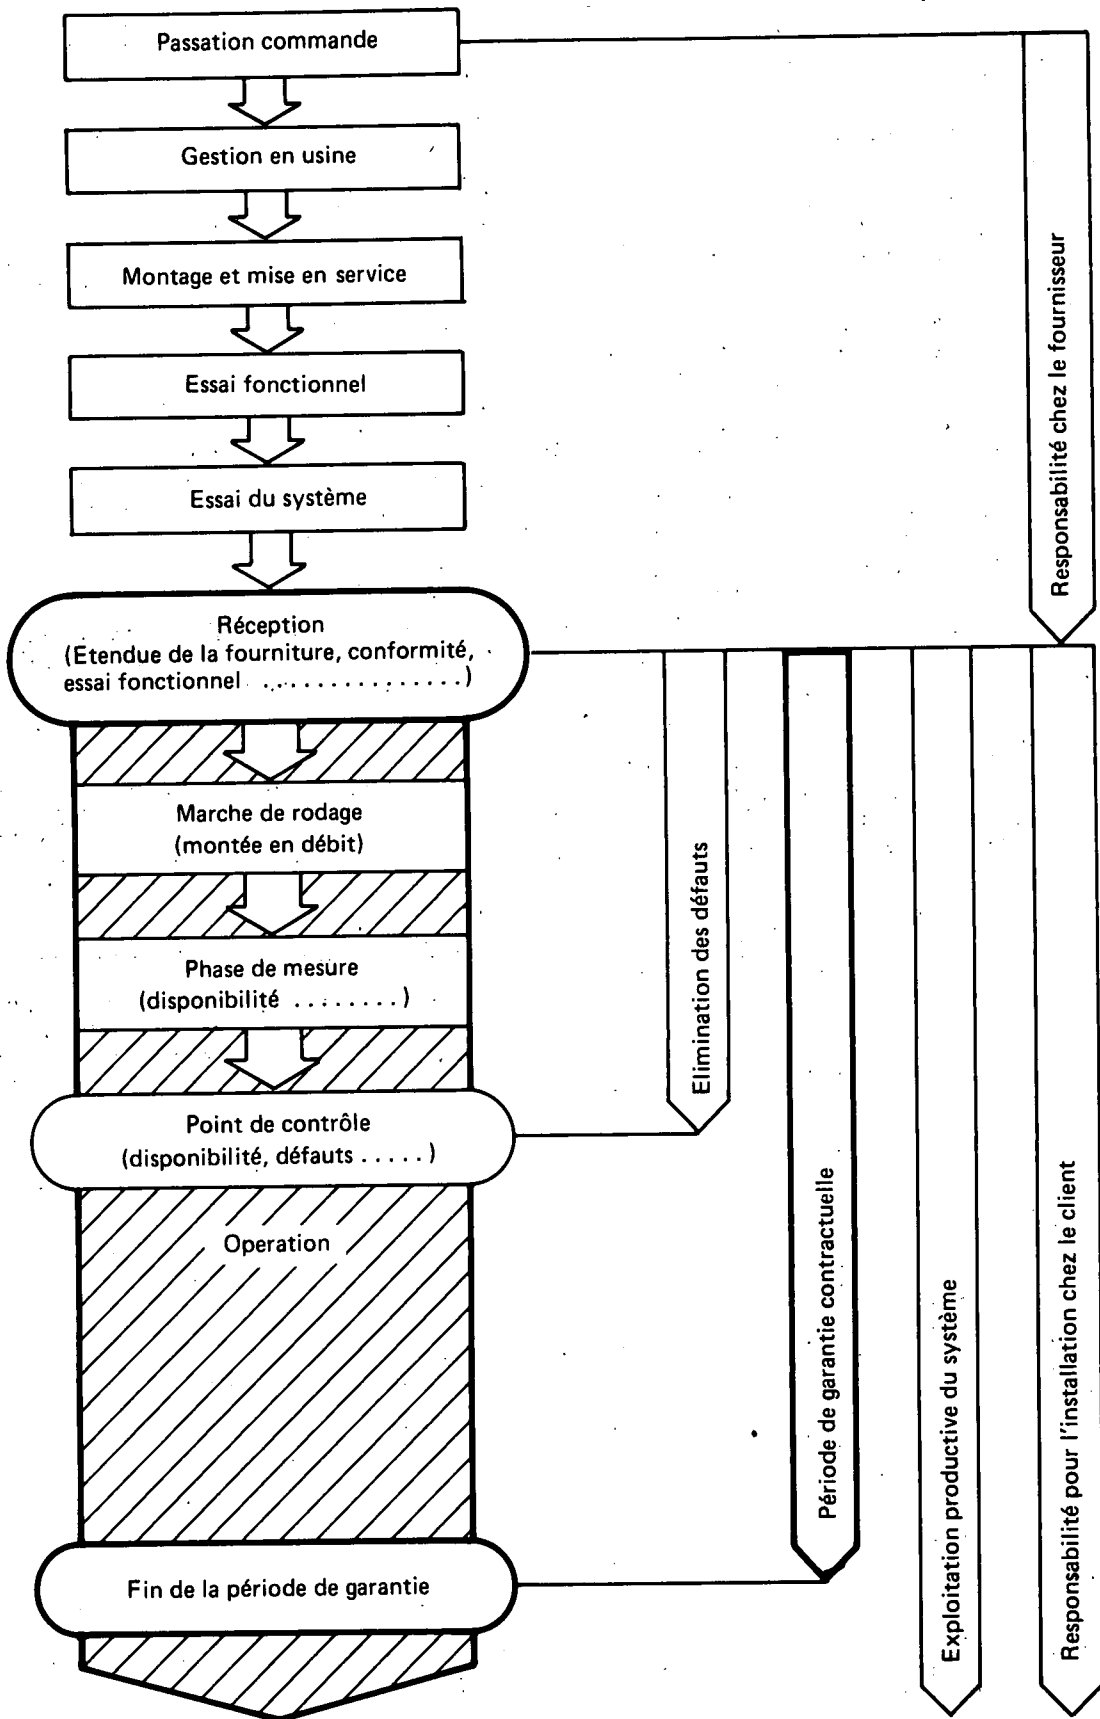 Passation commande
Gestion en usine
Montage et mise en service
Essai fonctionnel
Essai du système
Réception
(Etendue de la fourniture, conformité,
essai fonctionnel ..............)
Marche de rodage
(montée en débit)
Phase de mesure
(disponibilité ........)
Point de contrôle
(disponibilité, défauts .....)
Operation
Fin de la période de garantie
Elimination des défauts
Période de garantie contractuelle
Exploitation productive du système
Responsabilité chez le fournisseur
Responsabilité pour l'installation chez le client